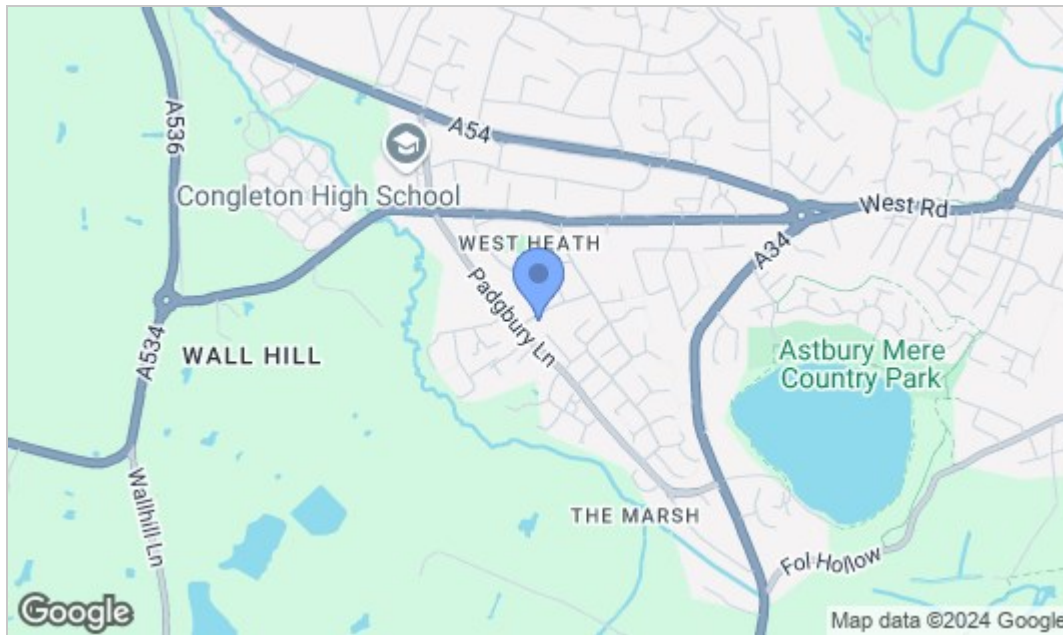 A536
A54
Congleton High School
West Rd
WEST HEATH
A34
Padgbury Ln
A534
WALL HILL
Astbury Mere
Country Park
Wallhill Ln
THE MARSH
Fol Hollow
Google
Map data ©2024 Google